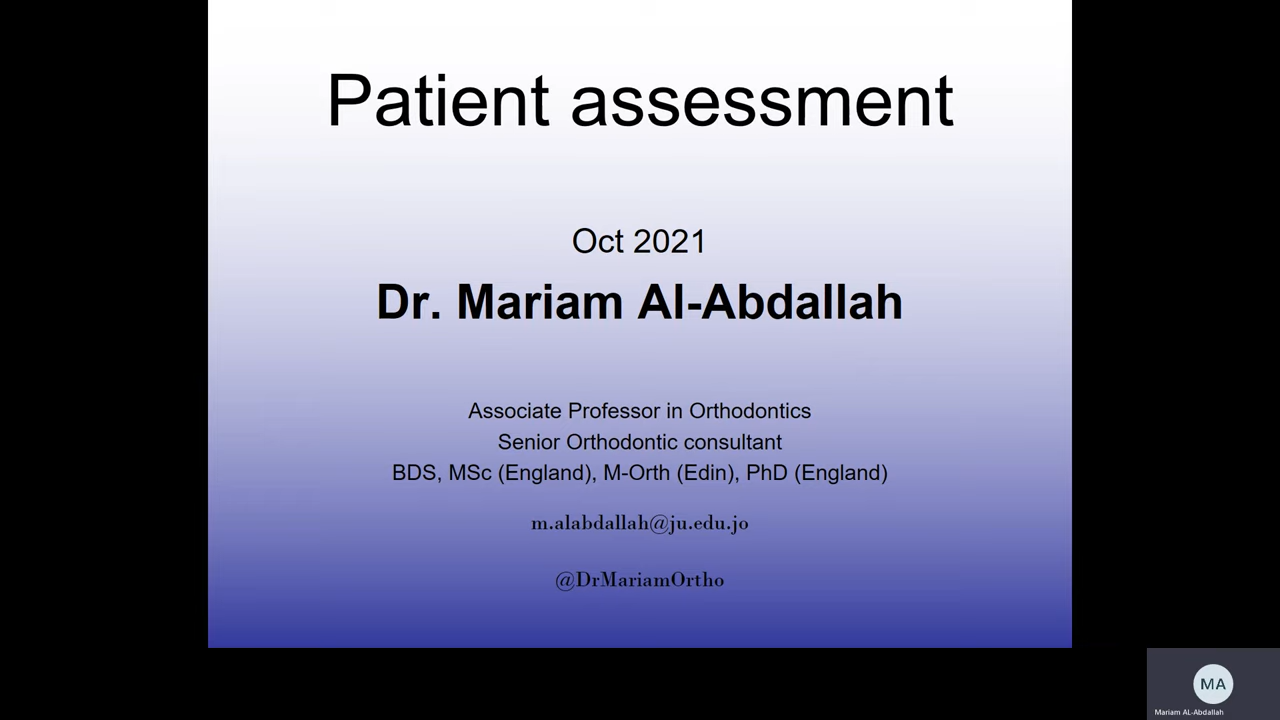 Patient assessment
Oct 2021
Dr. Mariam Al-Abdallah
Associate Professor in Orthodontics
Senior Orthodontic consultant
BDS, MSc (England), M-Orth (Edin), PhD (England)
m.alabdallah@ju.edu.jo
@DrMariamOrtho
MA
Mariam AL-Abdallah